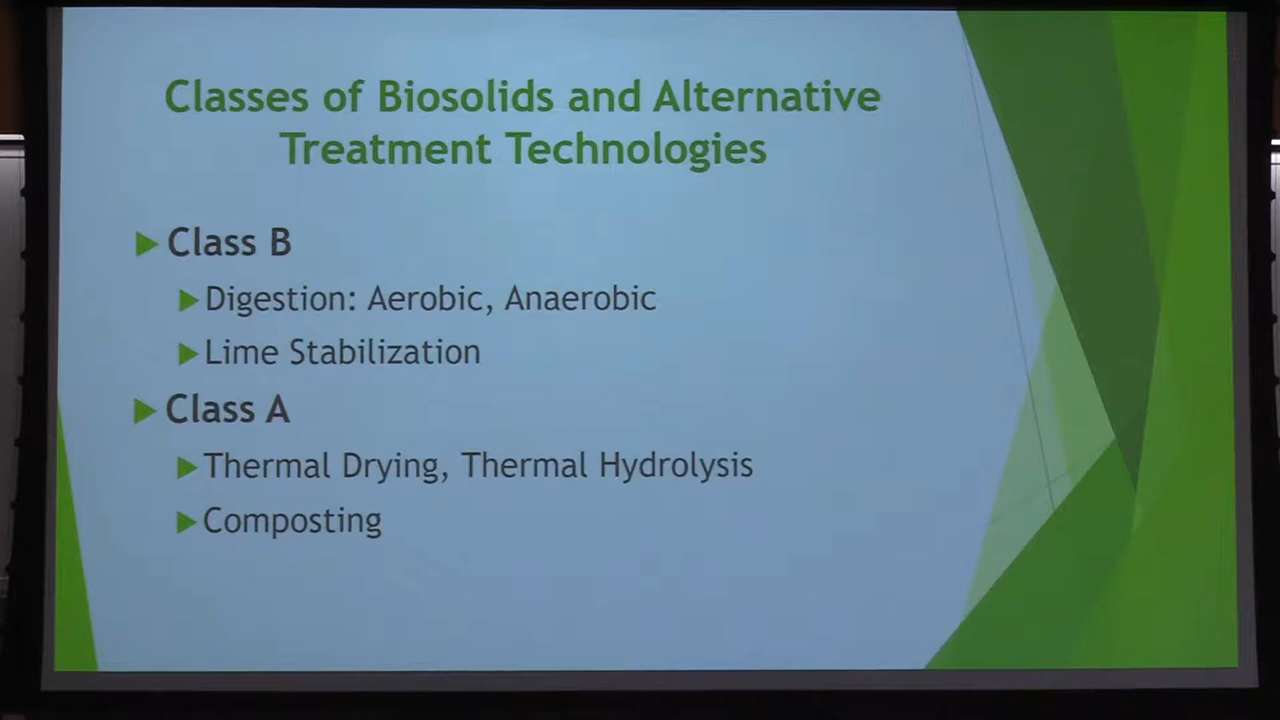 Classes of Biosolids and Alternative
Treatment Technologies
Class B
Digestion: Aerobic, Anaerobic
Lime Stabilization
Class A
Thermal Drying, Thermal Hydrolysis
Composting